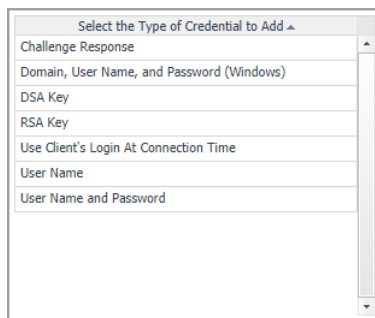 Select the Type of Credential to Add
Challenge Response
Domain, User Name, and Password (Windows)
DSA Key
RSA Key
Use Client's Login At Connection Time
User Name
User Name and Password